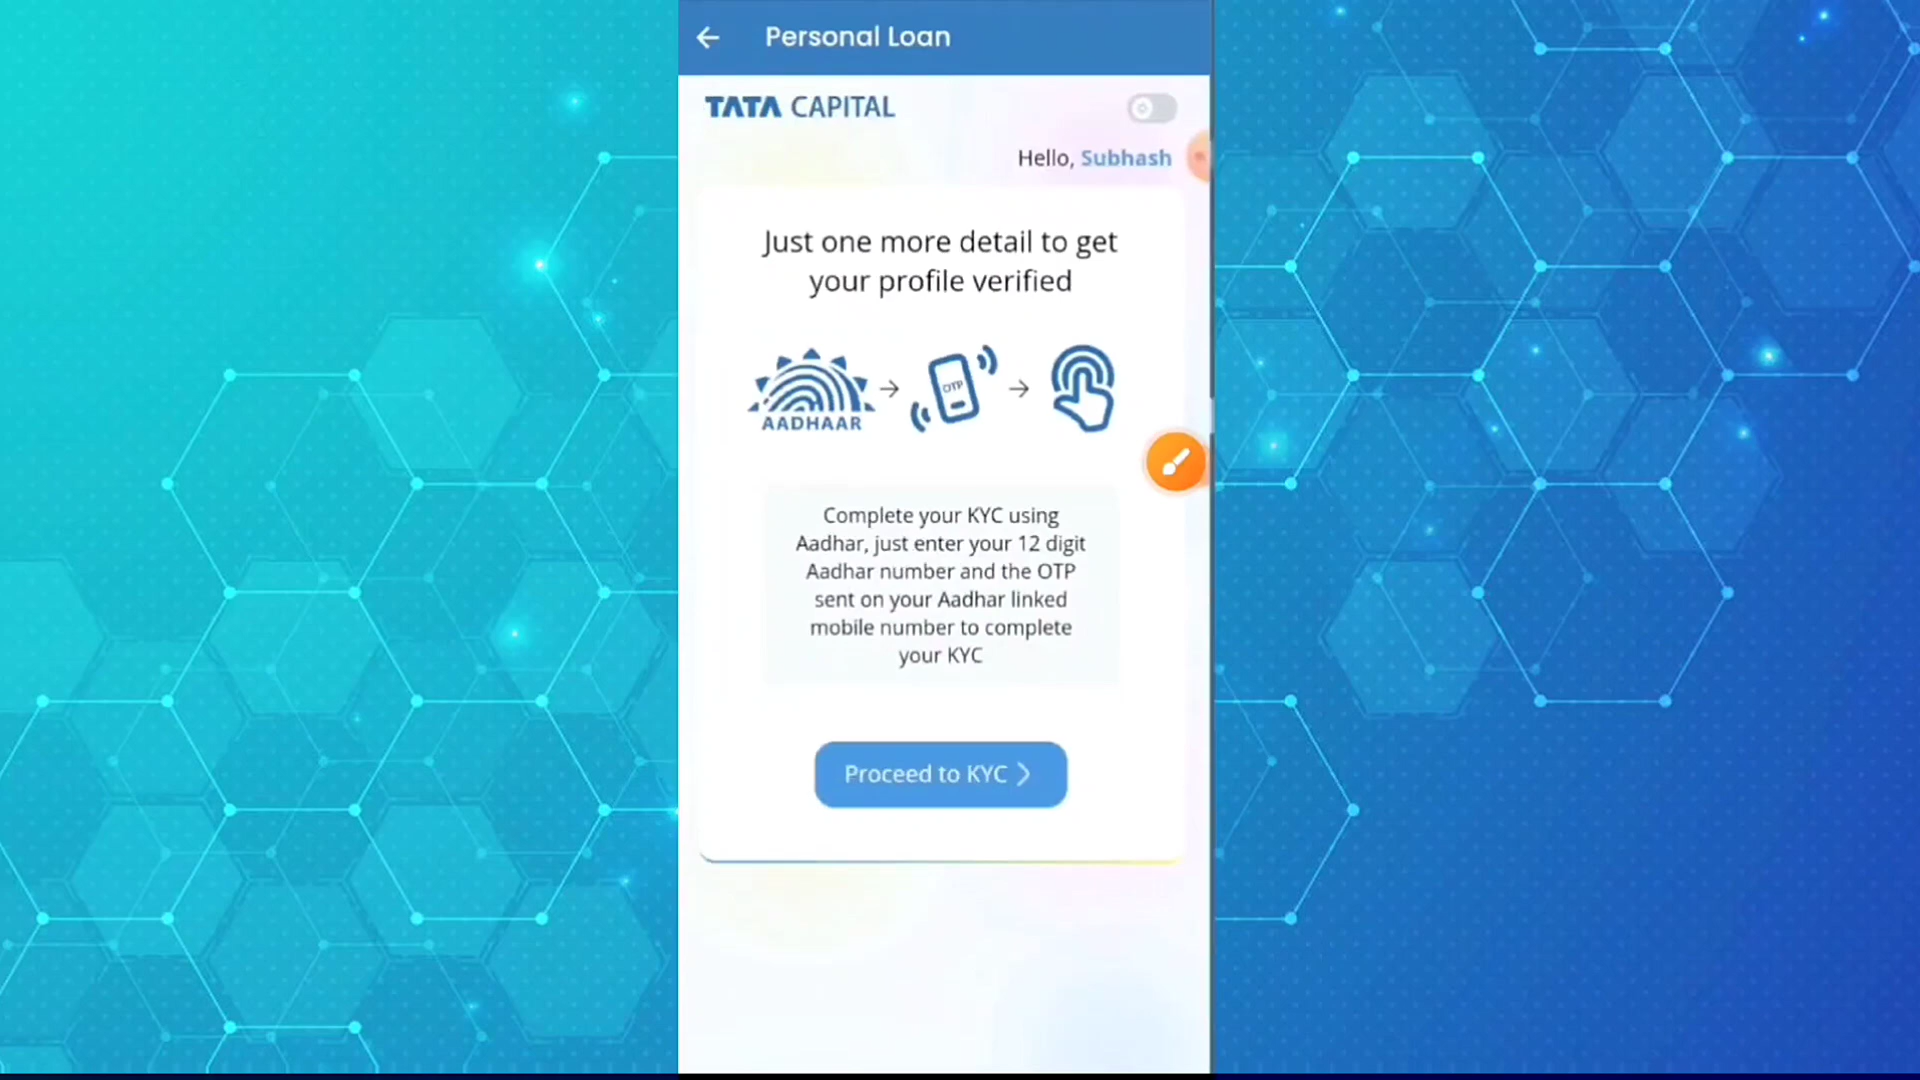 Personal Loan
TATA CAPITAL
Hello, Subhash
Just one more detail to get
your profile verified
AADHAAR
OTP
Complete your KYC using
Aadhar, just enter your 12 digit
Aadhar number and the OTP
sent on your Aadhar linked
mobile number to complete
your KYC
Proceed to KYC